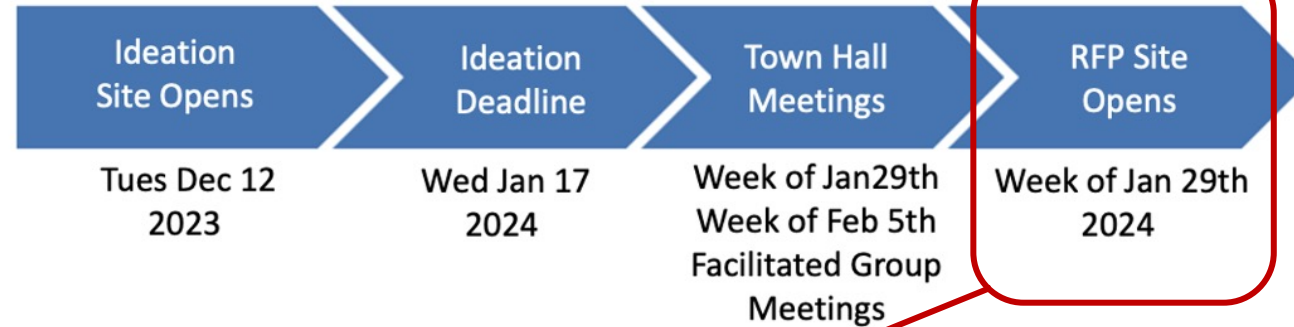 Ideation
Site Opens
Ideation
Deadline
Town Hall
Meetings
RFP Site
Opens
Tues Dec 12
2023
Wed Jan 17
2024
Week of Jan29th
Week of Feb 5th
Facilitated Group
Meetings
Week of Jan 29th
2024